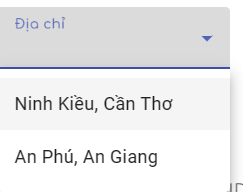 Địa chỉ
Ninh Kiều, Cần Thơ
An Phú, An Giang